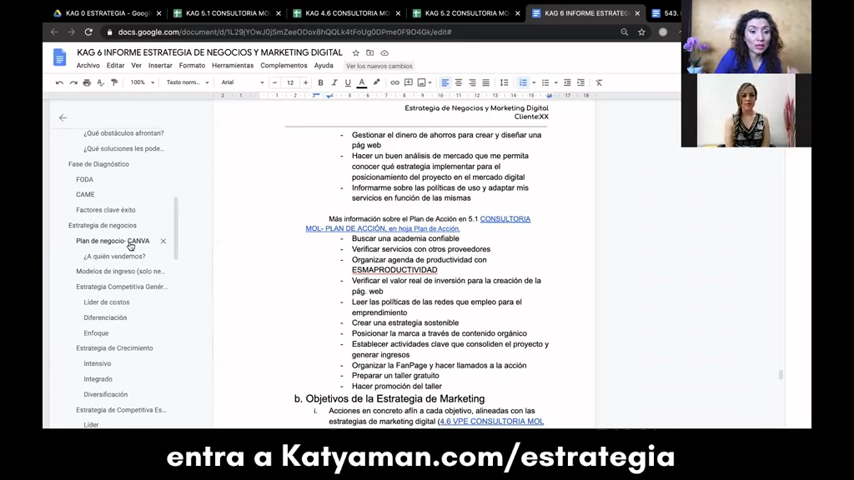 KAG 0 ESTRATEGIA - Googl
KAG 5.1 CONSULTORIA MOL
KAG 4.6 CONSULTORIA MO
KAG 5.2 CONSULTORIA MOL
KAG 6 INFORME ESTRATEG
543.
docs.google.com/document/d/
KAG 6 INFORME ESTRATEGIA DE NEGOCIOS Y MARKETING DIGITAL
Archivo Editar Ver Insertar Formato Herramientas Complementos Ayuda Ver los nuevos cambios
100% Texto norm... Arial 12
Estrategia de Negocios y Marketing Digital
Cliente:XX
¿Qué obstáculos afrontan?
¿Qué soluciones les pode...
Fase de Diagnóstico
FODA
CAME
Factores clave éxito
Estrategia de negocios
Plan de negocio- CANVA
¿A quién vendemos?
Modelos de ingreso (solo ne...
Estrategia Competitiva Genér...
Líder de costos
Diferenciación
Enfoque
Estrategia de Crecimiento
Intensivo
Integrado
Diversificación
Estrategia de Competitiva Es...
Líder
- Gestionar el dinero de ahorros para crear y diseñar una
pág web
- Hacer un buen análisis de mercado que me permita
conocer qué estrategia implementar para el
posicionamiento del proyecto en el mercado digital
- Informarme sobre las políticas de uso y adaptar mis
servicios en función de las mismas
Más información sobre el Plan de Acción en 5.1 CONSULTORIA
MOL- PLAN DE ACCIÓN, en hoja Plan de Acción.
- Buscar una academia confiable
- Verificar servicios con otros proveedores
- Organizar agenda de productividad con
ESMAPRODUCTIVIDAD
- Verificar el valor real de inversión para la creación de la
pág. web
- Leer las políticas de las redes que empleo para el
emprendimiento
- Crear una estrategia sostenible
- Posicionar la marca a través de contenido orgánico
- Establecer actividades clave que consoliden el proyecto y
generar ingresos
- Organizar la FanPage y hacer llamados a la acción
- Preparar un taller gratuito
- Hacer promoción del taller
b. Objetivos de la Estrategia de Marketing
i. Acciones en concreto afín a cada objetivo, alineadas con las
estrategias de marketing digital (4.6 VPE CONSULTORIA MOL
entra a Katyaman.com/estrategia